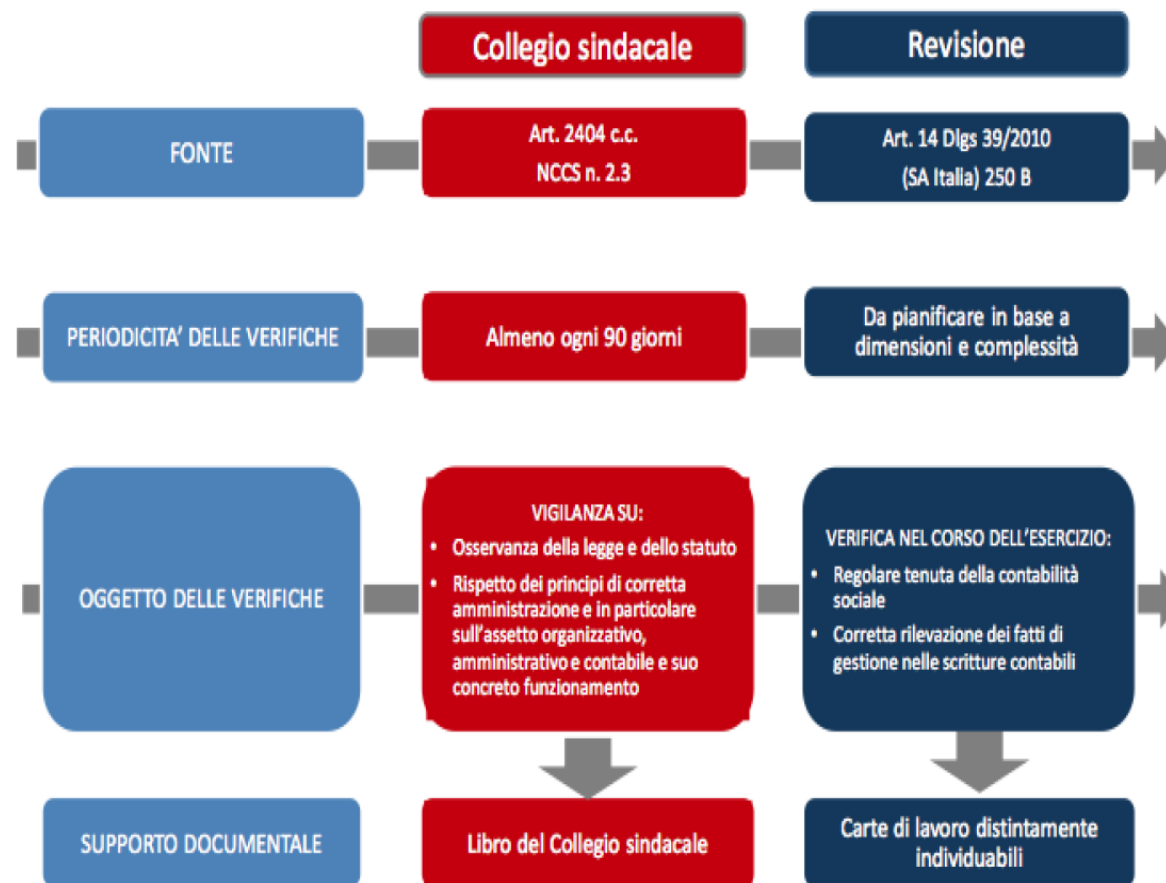 Collegio sindacale
Revisione
FONTE
Art. 2404 c.c.
NCCS n. 2.3
Art. 14 Dlgs 39/2010
(SA Italia) 250 B
PERIODICITA' DELLE VERIFICHE
Almeno ogni 90 giorni
Da pianificare in base a
dimensioni e complessità
OGGETTO DELLE VERIFICHE
VIGILANZA SU:
• Osservanza della legge e dello statuto
• Rispetto dei principi di corretta
amministrazione e in particolare
sull'assetto organizzativo,
amministrativo e contabile e suo
concreto funzionamento
VERIFICA NEL CORSO DELL'ESERCIZIO:
• Regolare tenuta della contabilità
sociale
• Corretta rilevazione dei fatti di
gestione nelle scritture contabili
SUPPORTO DOCUMENTALE
Libro del Collegio sindacale
Carte di lavoro distintamente
individuabili